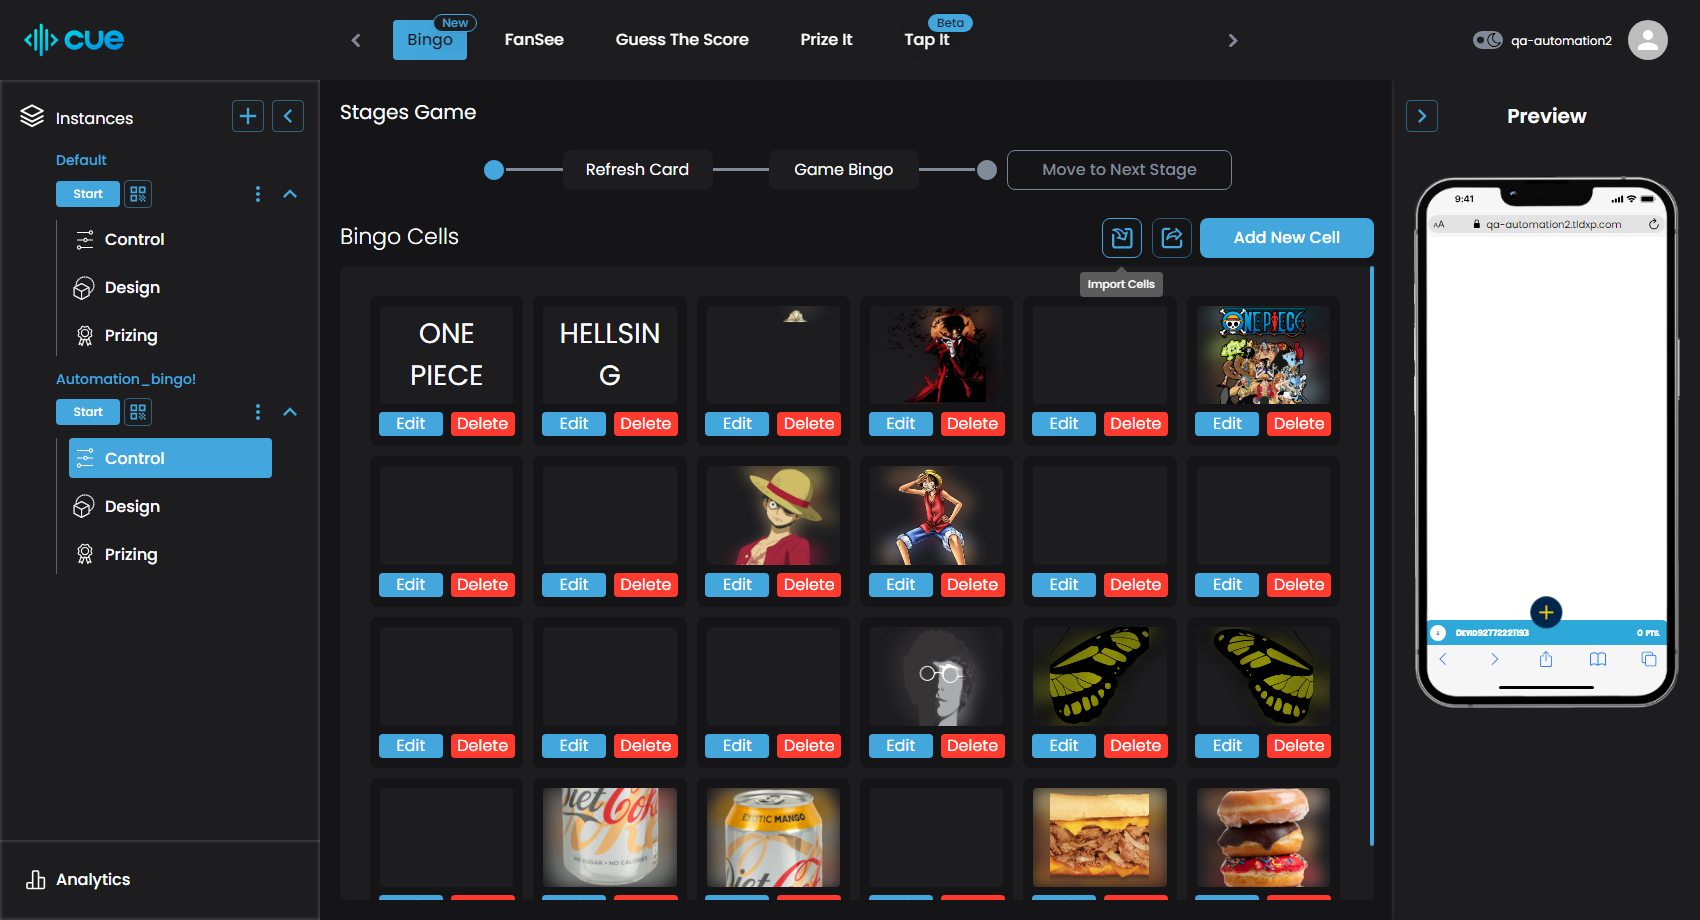 cue
New
Bingo
FanSee
Guess The Score
Prize It
Beta
Tap It
qa-automation2
Instances
Default
Start
Control
Design
Prizing
Automation_bingo!
Start
Control
Design
Prizing
Analytics
Stages Game
Refresh Card
Game Bingo
Move to Next Stage
Bingo Cells
Add New Cell
Import Cells
ONE
PIECE
HELLSIN
G
ONE PIECE
Edit Delete Edit Delete Edit Delete Edit Delete Edit Delete Edit Delete
Edit Delete Edit Delete Edit Delete Edit Delete Edit Delete Edit Delete
Edit Delete Edit Delete Edit Delete Edit Delete Edit Delete Edit Delete
EXOTIC MANGO
NO SUGAR • NO CALORIES
Preview
9:41
AA
qa-automation2.tldxp.com
DEVID92772221193
0 PTS.